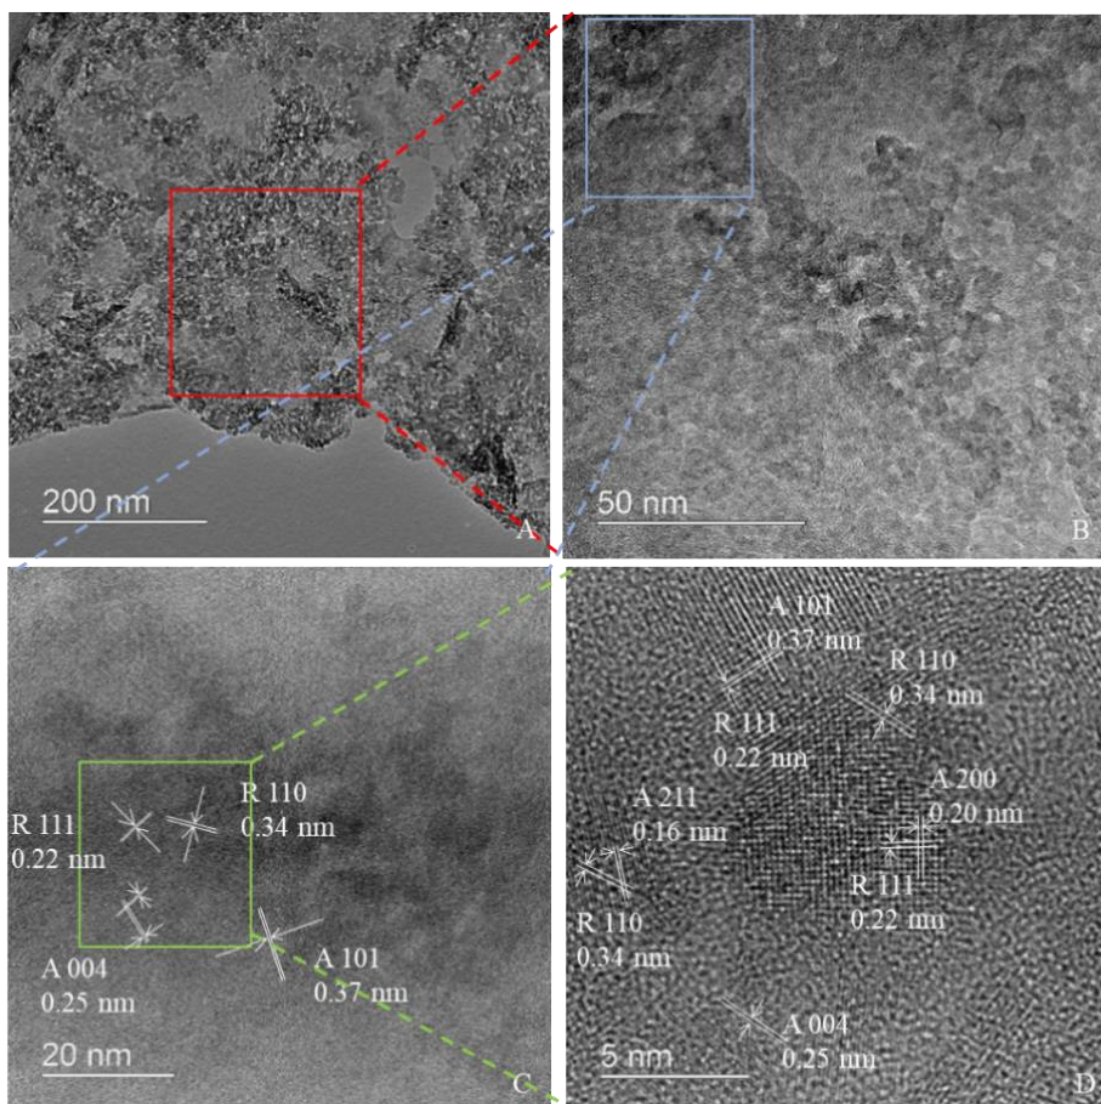 200 nm
A
50 nm
B
R 111
0.22 nm
R 110
0.34 nm
A 004
0.25 nm
A 101
0.37 nm
20 nm
C
A 101
0.37 nm
R 110
0.34 nm
R 111
0.22 nm
A 200
0.20 nm
A 211
0.16 nm
R 111
0.22 nm
R 110
0.34 nm
A 004
0.25 nm
5 nm
D